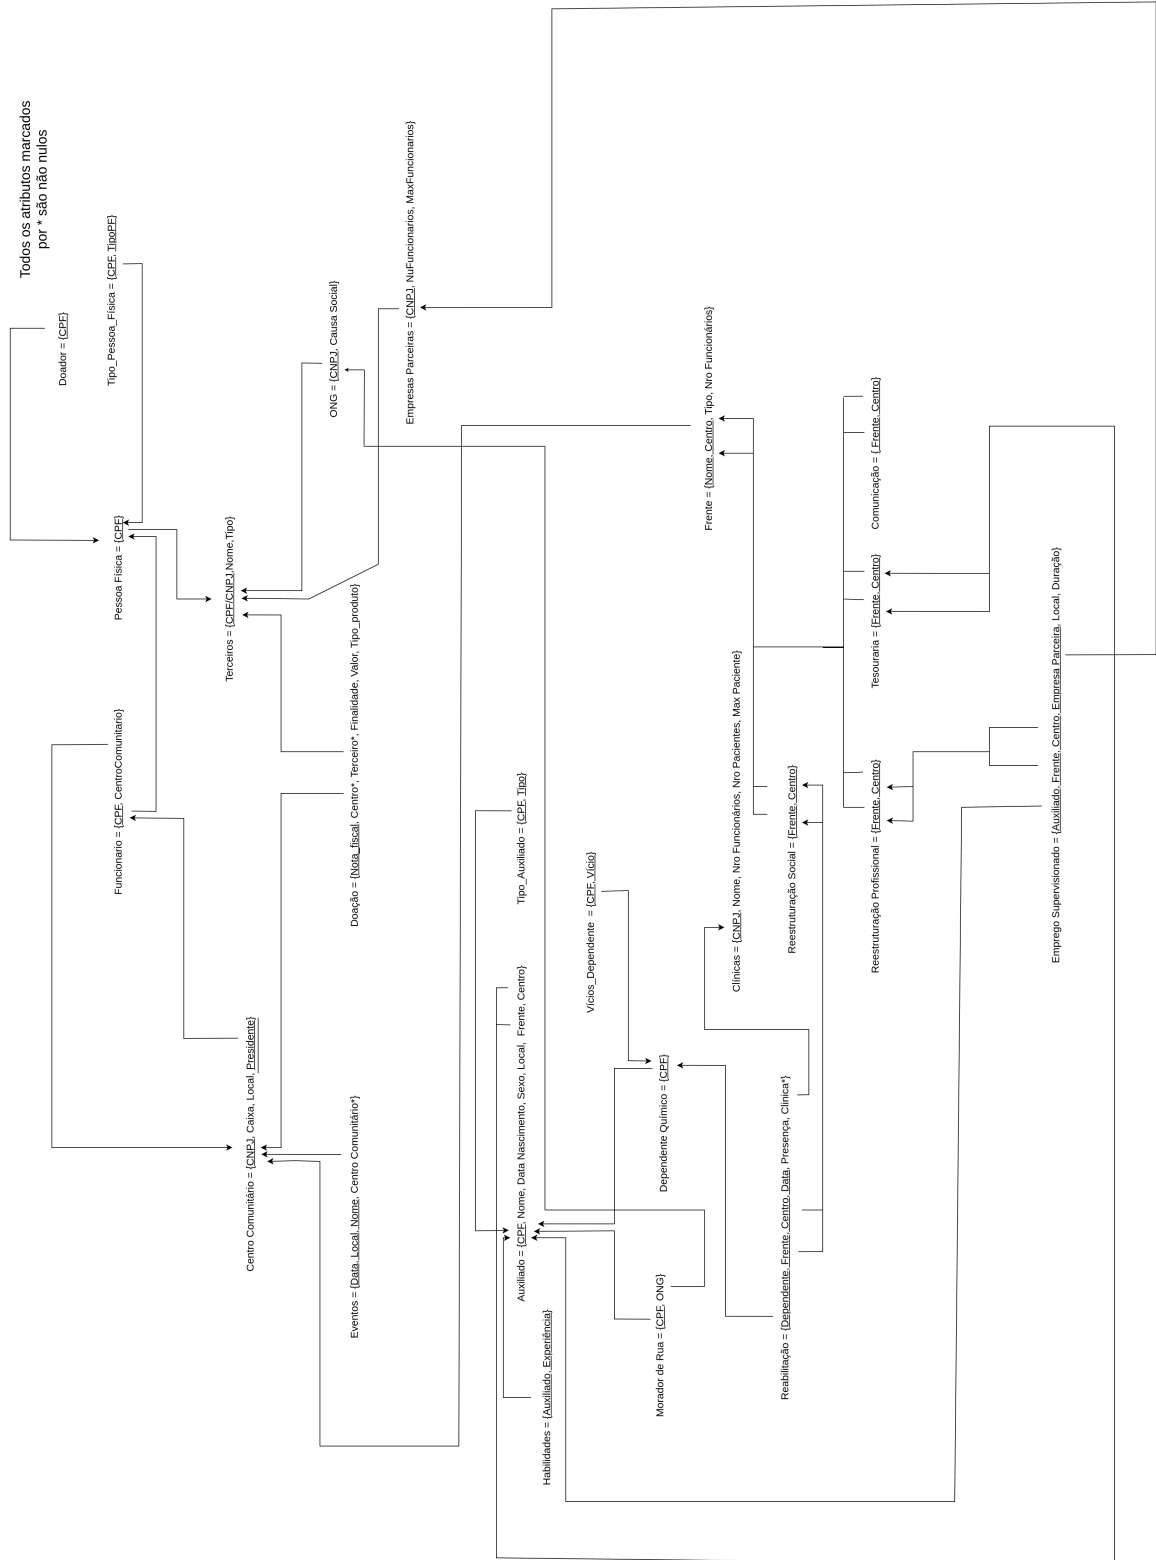 Todos os atributos marcados
por * são não nulos
Doador = {CPF}
Tipo_Pessoa_Física = {CPF, TipoPF}
Pessoa Física = {CPF}
Funcionario = {CPF, CentroComunitario}
Terceiros = {CPF/CNPJ,Nome,Tipo}
Centro Comunitário = {CNPJ, Caixa, Local, Presidente}
ONG = {CNPJ, Causa Social}
Doação = {Nota_fiscal, Centro*, Terceiro*, Finalidade, Valor, Tipo_produto}
Eventos = {Data, Local, Nome, Centro Comunitário*}
Empresas Parceiras = {CNPJ, NuFuncionarios, MaxFuncionarios}
Tipo_Auxiliado = {CPF, Tipo}
Auxiliado = {CPF, Nome, Data Nascimento, Sexo, Local, Frente, Centro}
Habilidades = {Auxiliado, Experiência}
Vícios_Dependente = {CPF, Vício}
Dependente Químico = {CPF}
Morador de Rua = {CPF, ONG}
Frente = {Nome, Centro, Tipo, Nro Funcionários}
Clínicas = {CNPJ, Nome, Nro Funcionários, Nro Pacientes, Max Paciente}
Reestruturação Social = {Frente, Centro}
Reabilitação = {Dependente, Frente, Centro, Data, Presença, Clinica*}
Comunicação = { Frente, Centro}
Tesouraria = {Frente, Centro}
Reestruturação Profissional = {Frente, Centro}
Emprego Supervisionado = {Auxiliado, Frente, Centro, Empresa Parceira, Local, Duração}